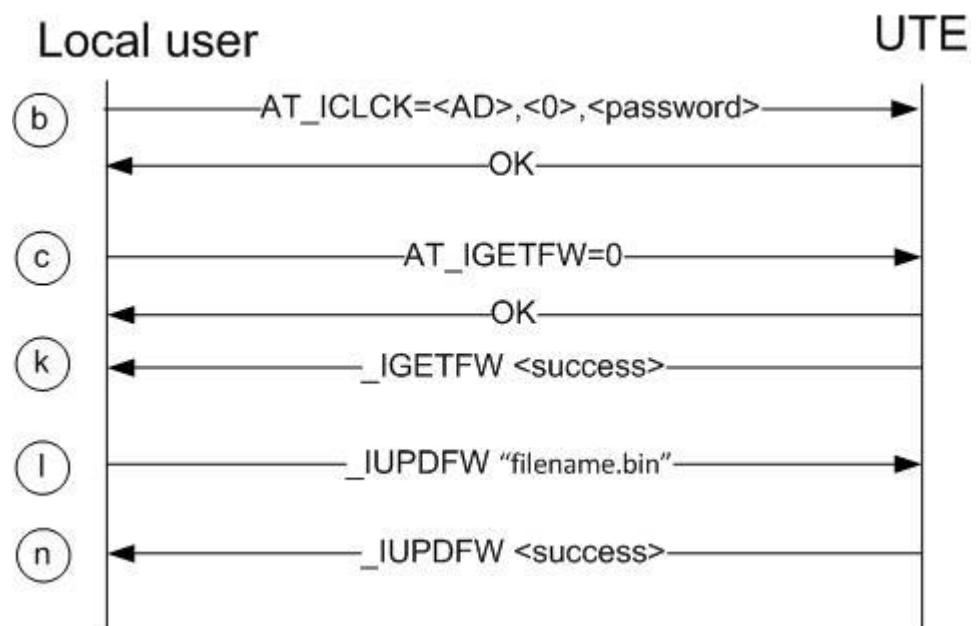 Local user UTE
b AT_ICLCK=<AD>,<0>,<password>
OK
c AT_IGETFW=0
OK
k _IGETFW <success>
l _IUPDFW “filename.bin”
n _IUPDFW <success>